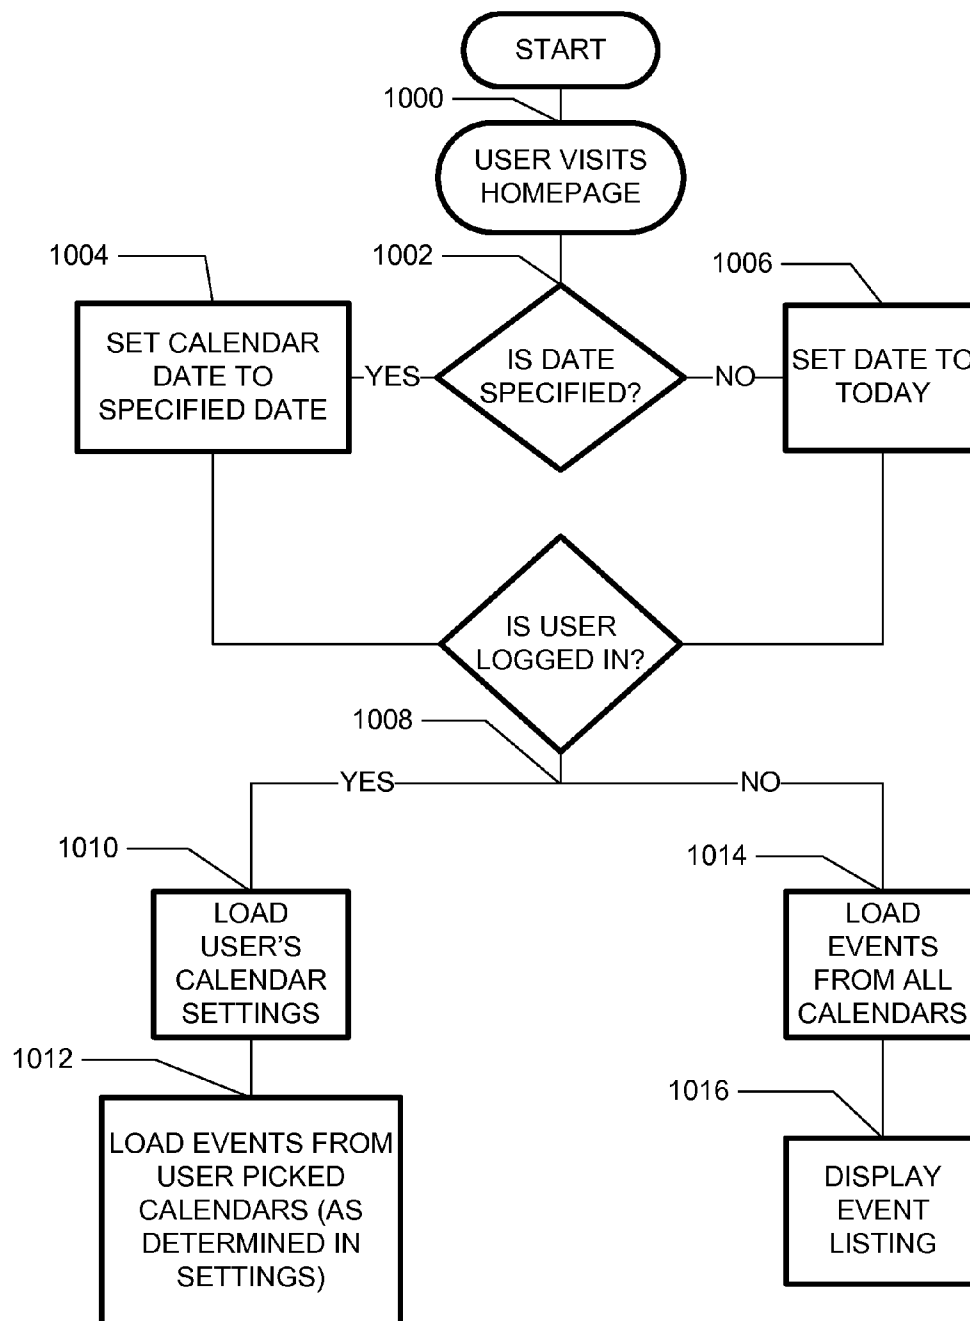 START
1000
USER VISITS
HOMEPAGE
1004
1002
1006
SET CALENDAR
DATE TO
SPECIFIED DATE
YES
IS DATE
SPECIFIED?
NO
SET DATE TO
TODAY
IS USER
LOGGED IN?
1008
YES
NO
1010
LOAD
USER'S
CALENDAR
SETTINGS
1014
LOAD
EVENTS
FROM ALL
CALENDARS
1012
LOAD EVENTS FROM
USER PICKED
CALENDARS (AS
DETERMINED IN
SETTINGS)
1016
DISPLAY
EVENT
LISTING